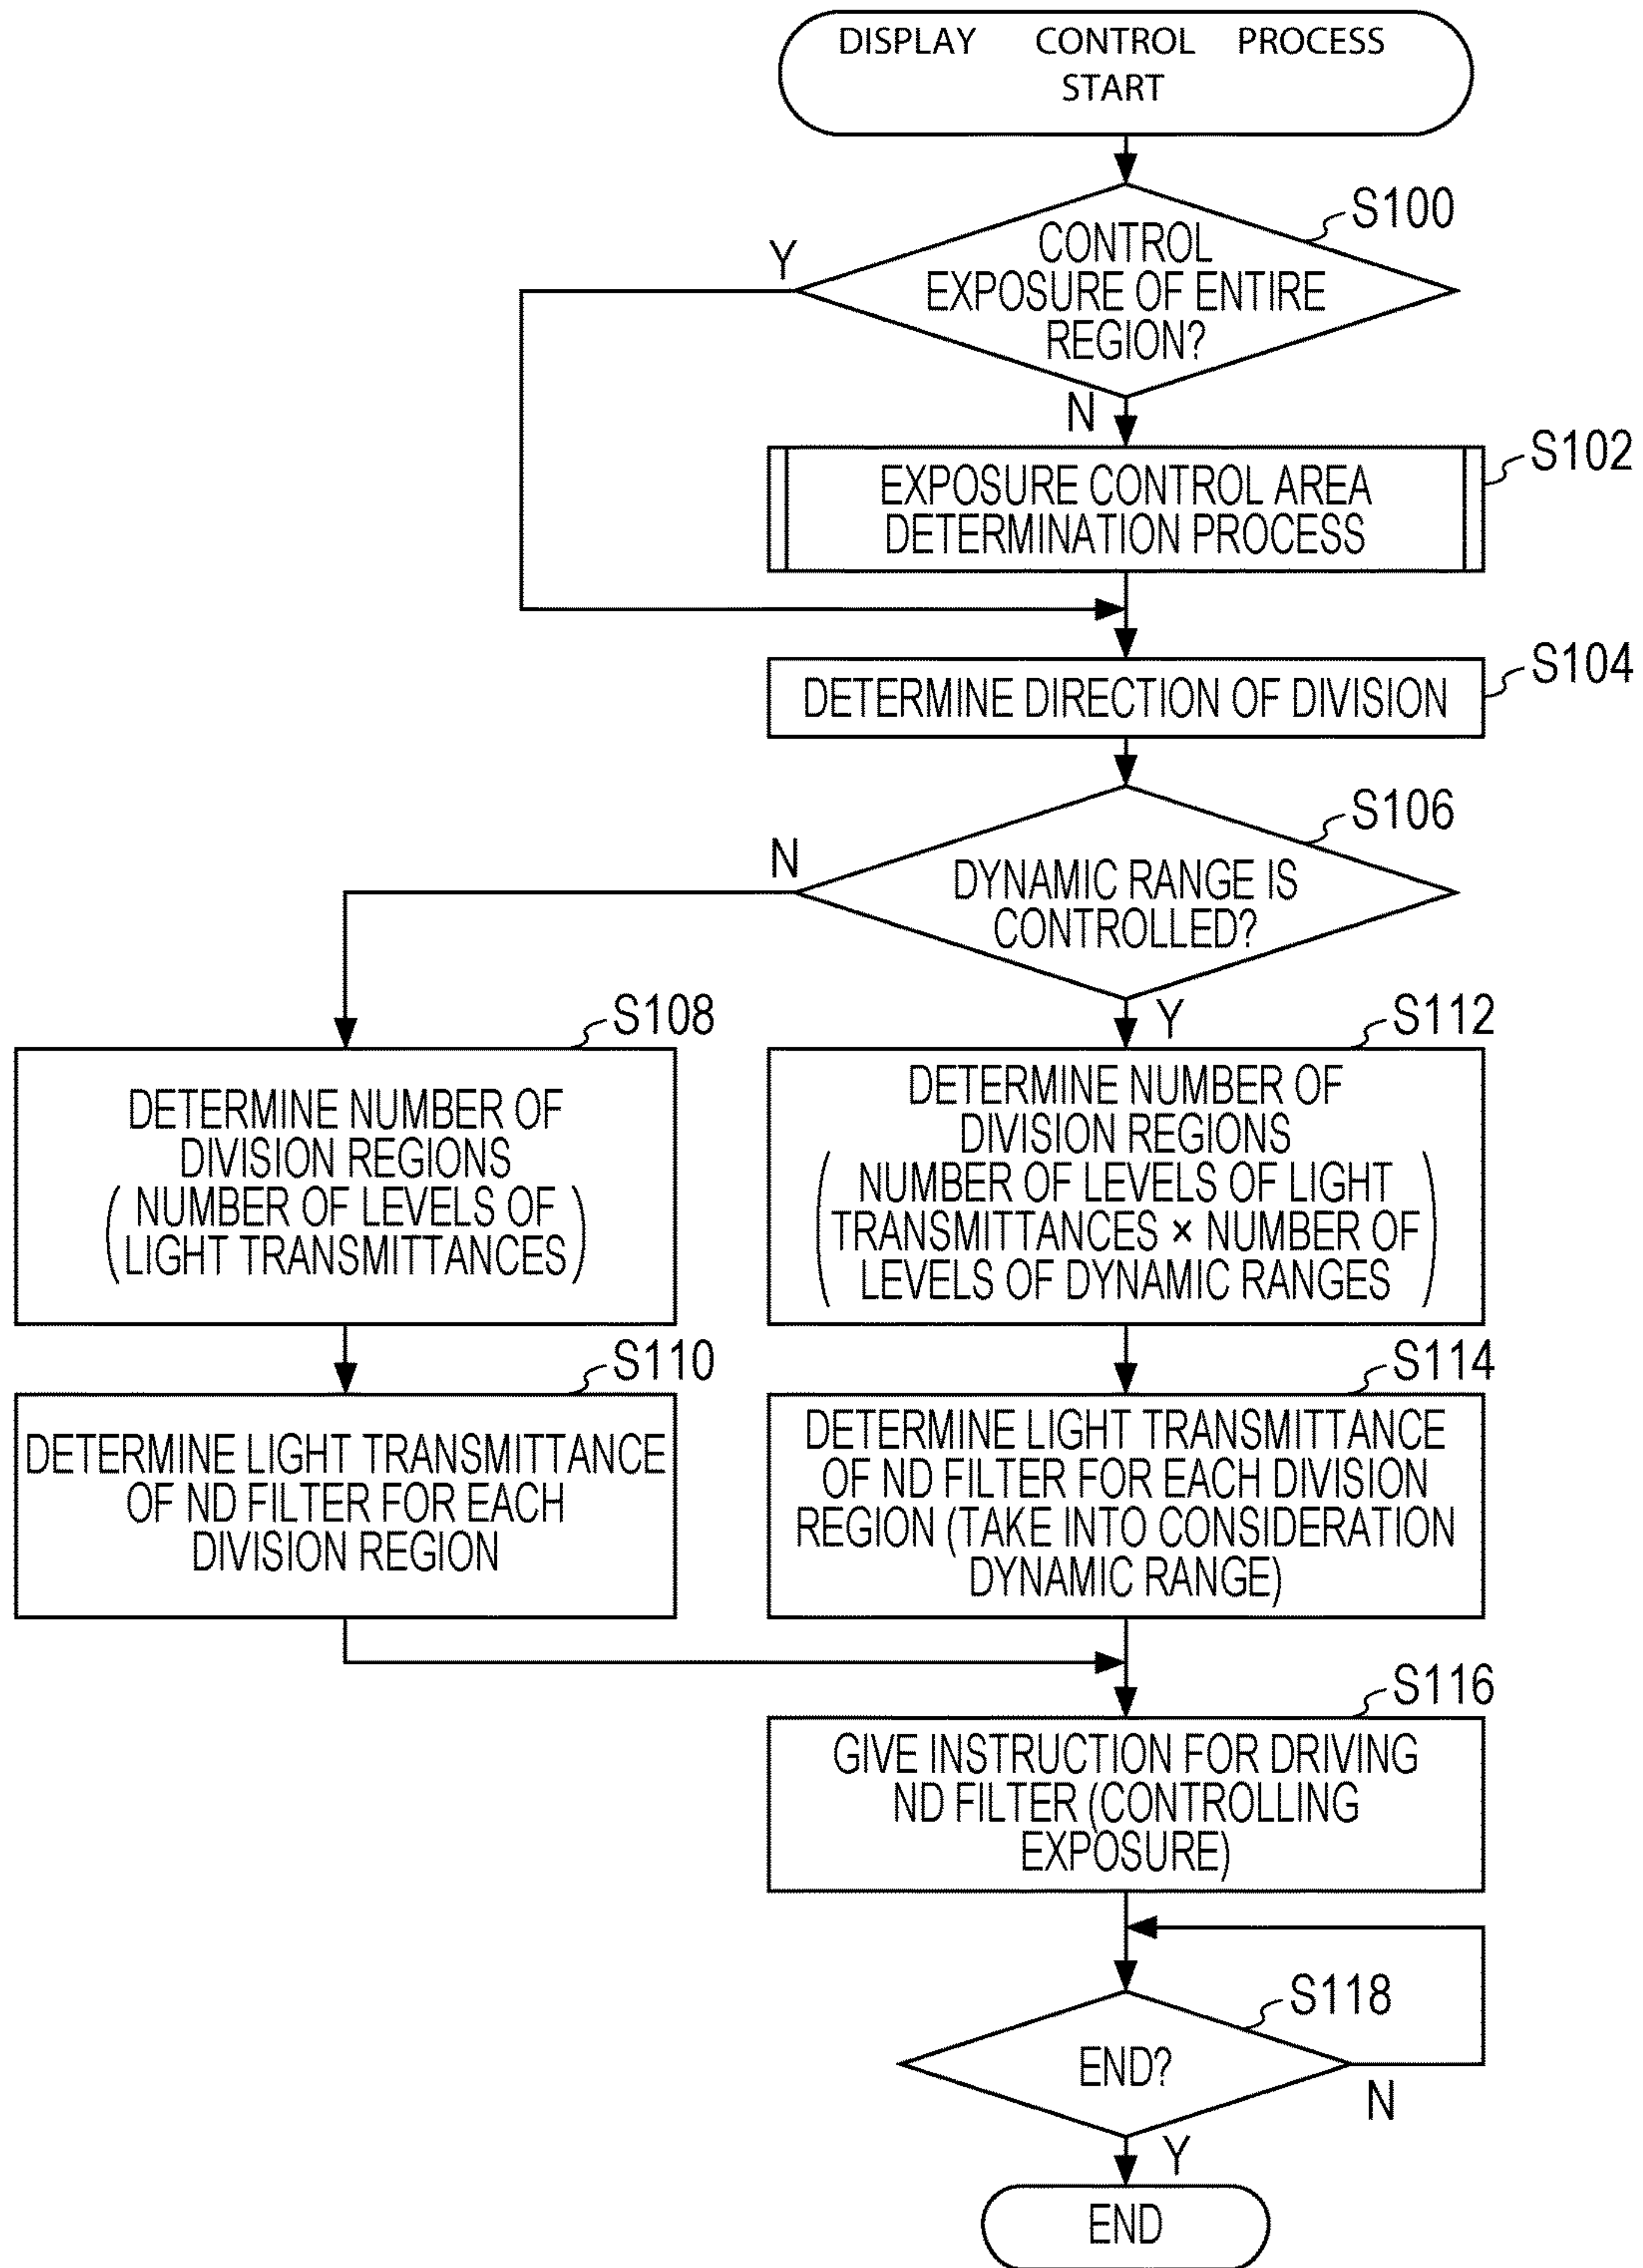 DISPLAY CONTROL PROCESS
START
S100
Y
CONTROL
EXPOSURE OF ENTIRE
REGION?
N
S102
EXPOSURE CONTROL AREA
DETERMINATION PROCESS
S104
DETERMINE DIRECTION OF DIVISION
S106
N
DYNAMIC RANGE IS
CONTROLLED?
Y
S108
DETERMINE NUMBER OF
DIVISION REGIONS
(NUMBER OF LEVELS OF
LIGHT TRANSMITTANCES)
S112
DETERMINE NUMBER OF
DIVISION REGIONS
(NUMBER OF LEVELS OF LIGHT
TRANSMITTANCES × NUMBER OF
LEVELS OF DYNAMIC RANGES)
S110
DETERMINE LIGHT TRANSMITTANCE
OF ND FILTER FOR EACH
DIVISION REGION
S114
DETERMINE LIGHT TRANSMITTANCE
OF ND FILTER FOR EACH DIVISION
REGION (TAKE INTO CONSIDERATION
DYNAMIC RANGE)
S116
GIVE INSTRUCTION FOR DRIVING
ND FILTER (CONTROLLING
EXPOSURE)
S118
END?
N
Y
END